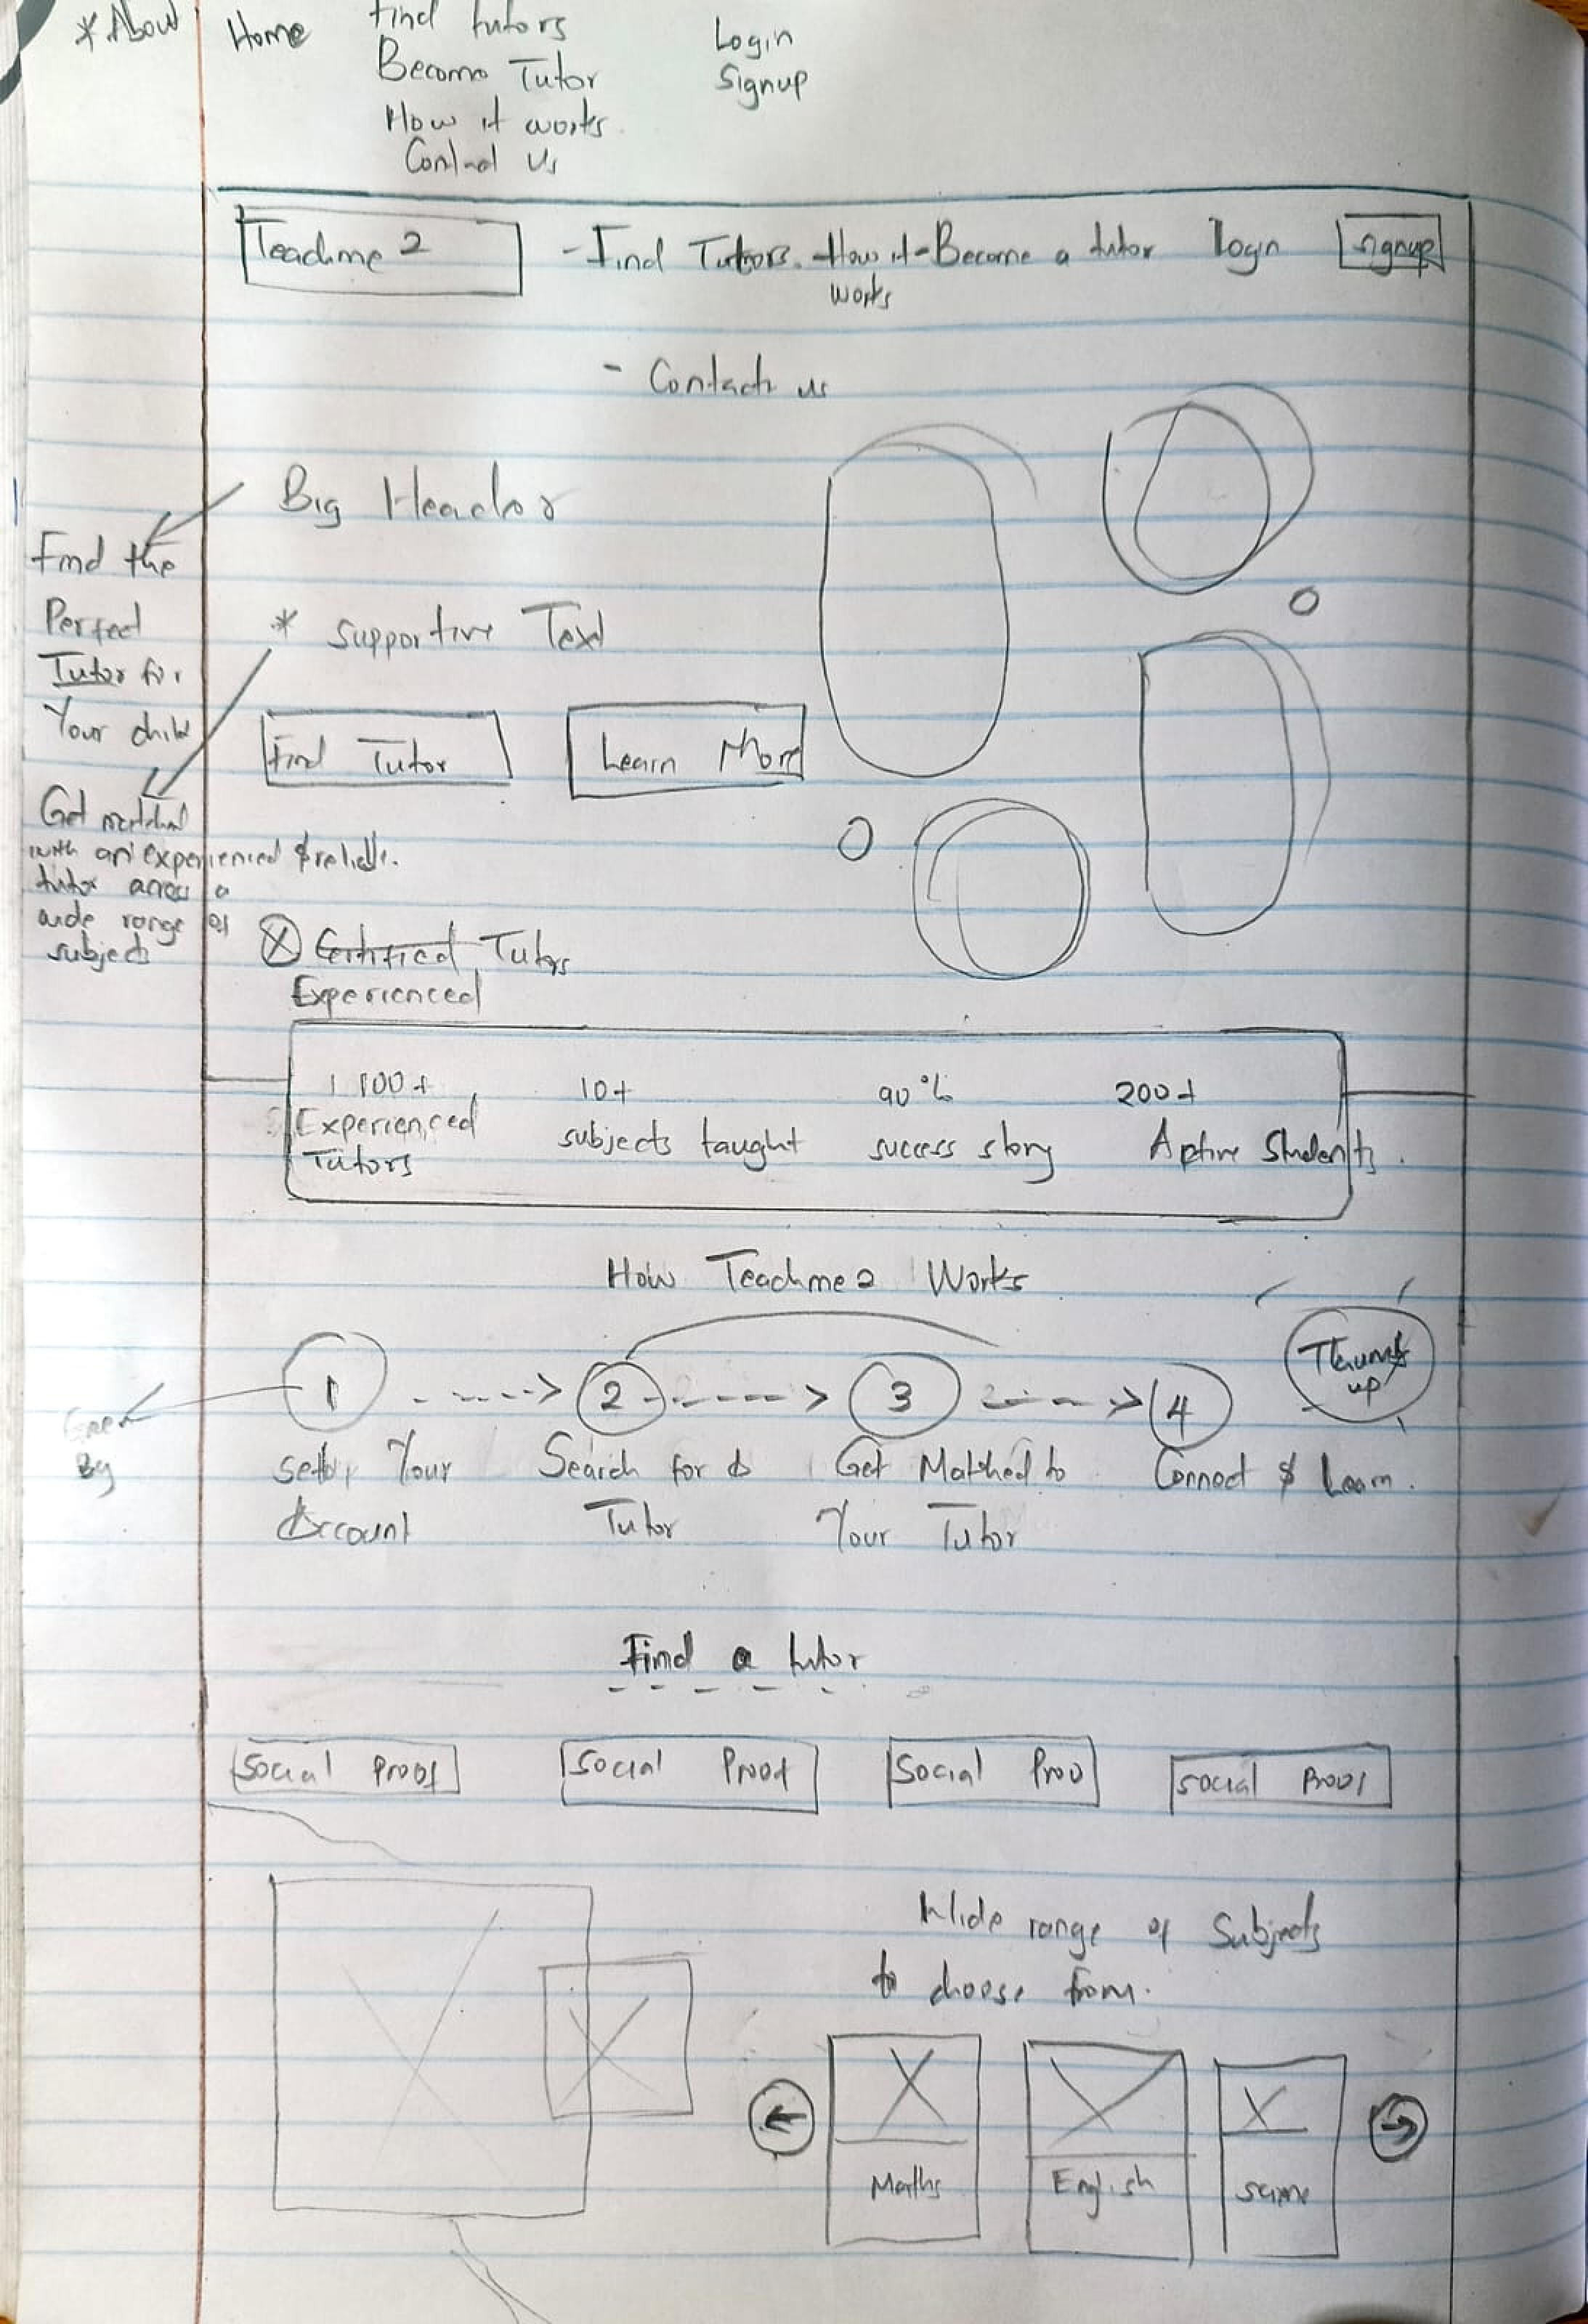 * About
Home
Find tutors
Become Tutor
How it works
Contact Us
Login
Signup
Teachme 2
- Find Tutors. - How it works - Become a tutor
login
signup
- Contact us
Big Header
Find the
Perfect
Tutor for
Your child
* supportive Text
Find Tutor
Learn More
Get matched
with an experienced &
tutor across a
wide range of
subjects
Certified Tutors
Experienced
100+
Experienced
Tutors
10+
subjects taught
90%
success story
200+
Active Students.
How Teachme2 Works
1
2
3
4
Thumbs
up
By
Setup Your
Account
Search for a
Tutor
Get Matched to
Your Tutor
Connect & Learn.
Find a tutor
Social Proof
Social Proof
Social Proo
Social Proof
Wide range of Subjects
to choose from.
Maths
English